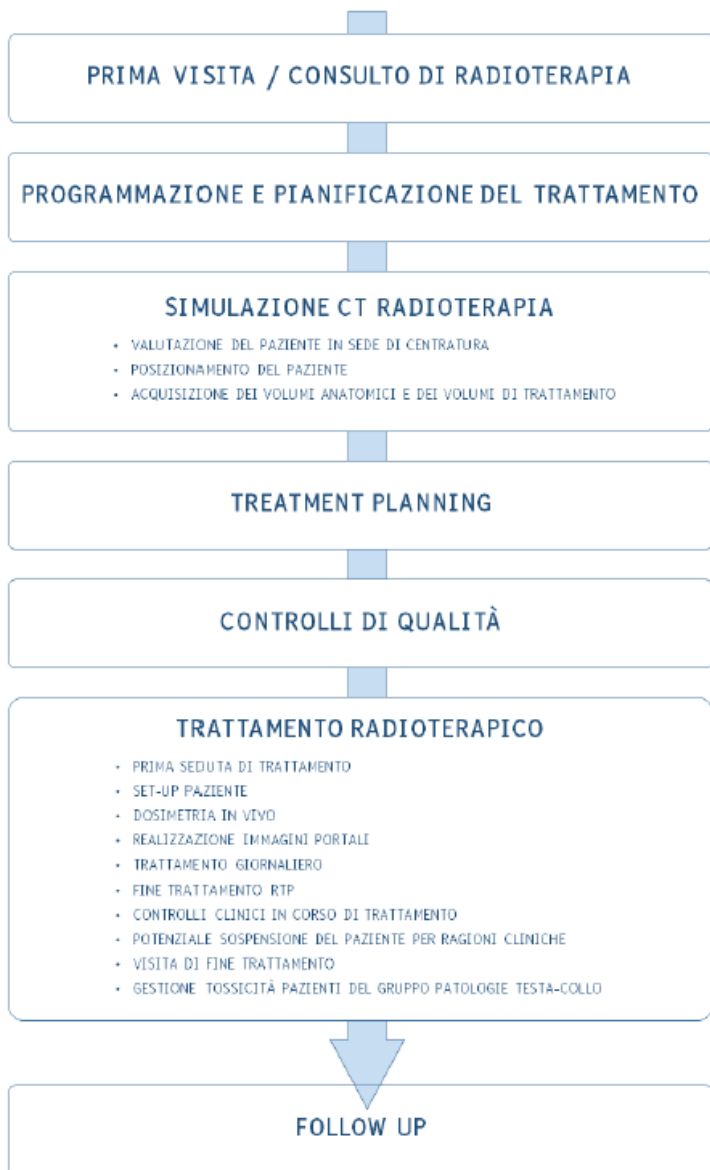 PRIMA VISITA / CONSULTO DI RADIOTERAPIA
PROGRAMMAZIONE E PIANIFICAZIONE DEL TRATTAMENTO
SIMULAZIONE CT RADIOTERAPIA
• VALUTAZIONE DEL PAZIENTE IN SEDE DI CENTRATURA
• POSIZIONAMENTO DEL PAZIENTE
• ACQUISIZIONE DEI VOLUMI ANATOMICI E DEI VOLUMI DI TRATTAMENTO
TREATMENT PLANNING
CONTROLLI DI QUALITÀ
TRATTAMENTO RADIOTERAPICO
• PRIMA SEDUTA DI TRATTAMENTO
• SET-UP PAZIENTE
• DOSIMETRIA IN VIVO
• REALIZZAZIONE IMMAGINI PORTALI
• TRATTAMENTO GIORNALIERO
• FINE TRATTAMENTO RTP
• CONTROLLI CLINICI IN CORSO DI TRATTAMENTO
• POTENZIALE SOSPENSIONE DEL PAZIENTE PER RAGIONI CLINICHE
• VISITA DI FINE TRATTAMENTO
• GESTIONE TOSSICITÀ PAZIENTI DEL GRUPPO PATOLOGIE TESTA-COLLO
FOLLOW UP